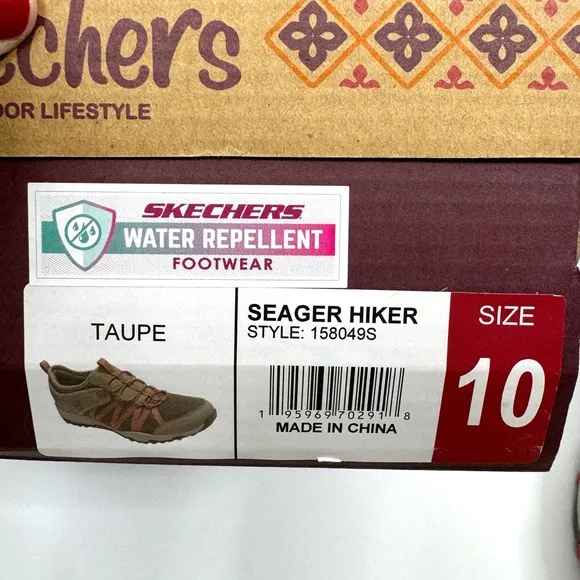 echers
OOR LIFESTYLE
SKECHERS
WATER REPELLENT
FOOTWEAR
TAUPE
SEAGER HIKER
STYLE: 158049S
1 95969 70291 8
MADE IN CHINA
SIZE
10